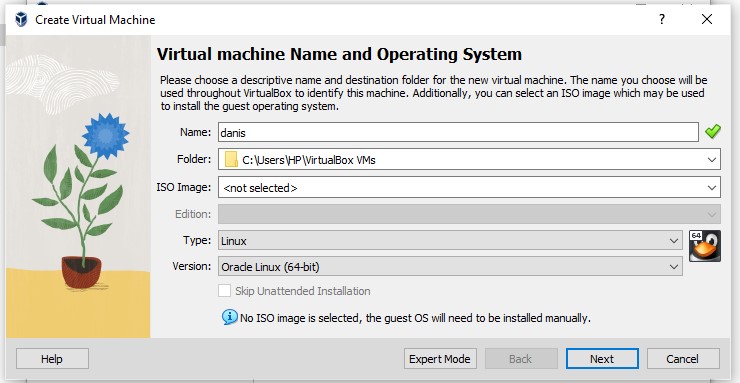 Create Virtual Machine
? ×
Virtual machine Name and Operating System
Please choose a descriptive name and destination folder for the new virtual machine. The name you choose will be
used throughout VirtualBox to identify this machine. Additionally, you can select an ISO image which may be used
to install the guest operating system.
Name: danis
Folder: C:\Users\HP\VirtualBox VMs
ISO Image: <not selected>
Edition:
Type: Linux
64
Version: Oracle Linux (64-bit)
Skip Unattended Installation
No ISO image is selected, the guest OS will need to be installed manually.
Help Expert Mode Back Next Cancel